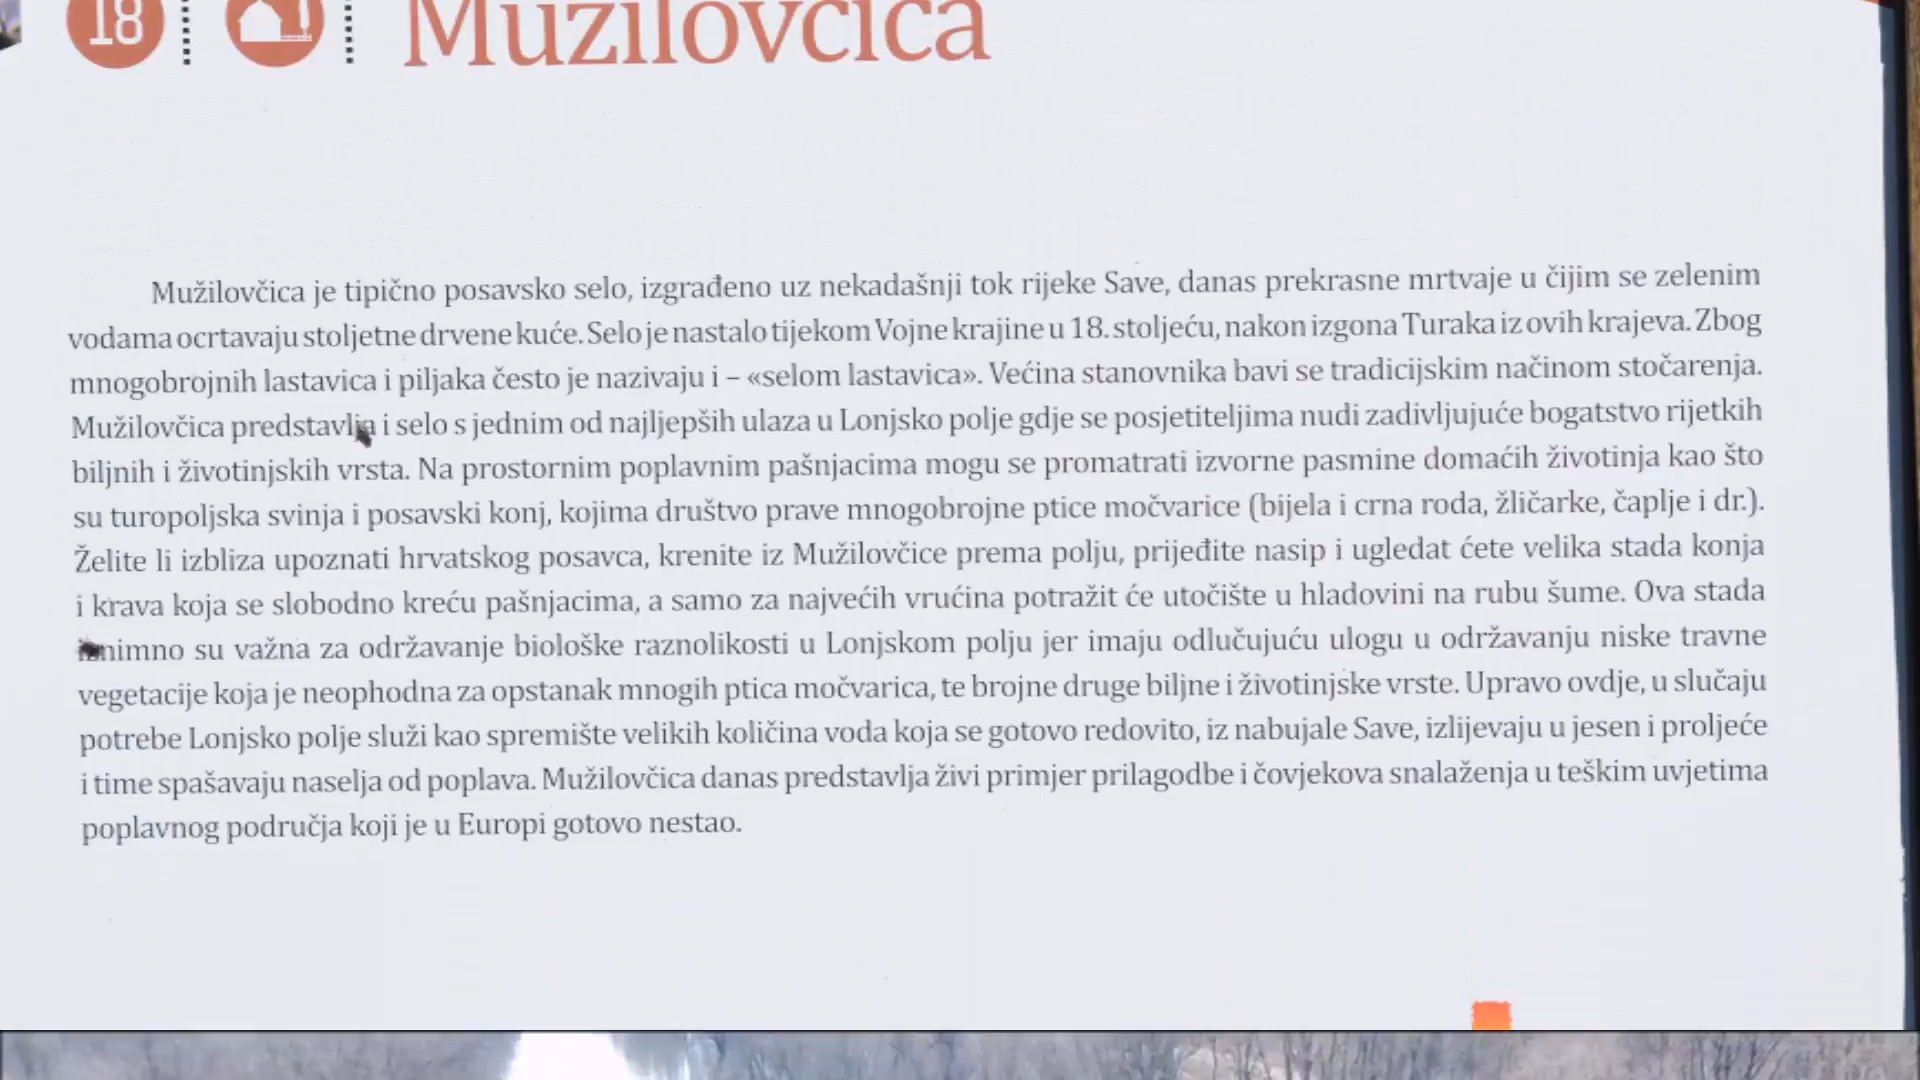 18 Mužilovčica
Mužilovčica je tipično posavsko selo, izgrađeno uz nekadašnji tok rijeke Save, danas prekrasne mrtvaje u čijim se zelenim
vodama ocrtavaju stoljetne drvene kuće. Selo je nastalo tijekom Vojne krajine u 18. stoljeću, nakon izgona Turaka iz ovih krajeva. Zbog
mnogobrojnih lastavica i piljaka često je nazivaju i – «selom lastavica». Većina stanovnika bavi se tradicijskim načinom stočarenja.
Mužilovčica predstavlja i selo s jednim od najljepših ulaza u Lonjsko polje gdje se posjetiteljima nudi zadivljujuće bogatstvo rijetkih
biljnih i životinjskih vrsta. Na prostornim poplavnim pašnjacima mogu se promatrati izvorne pasmine domaćih životinja kao što
su turopoljska svinja i posavski konj, kojima društvo prave mnogobrojne ptice močvarice (bijela i crna roda, žličarke, čaplje i dr.).
Želite li izbliza upoznati hrvatskog posavca, krenite iz Mužilovčice prema polju, prijeđite nasip i ugledat ćete velika stada konja
i krava koja se slobodno kreću pašnjacima, a samo za najvećih vrućina potražit će utočište u hladovini na rubu šume. Ova stada
iznimno su važna za održavanje biološke raznolikosti u Lonjskom polju jer imaju odlučujuću ulogu u održavanju niske travne
vegetacije koja je neophodna za opstanak mnogih ptica močvarica, te brojne druge biljne i životinjske vrste. Upravo ovdje, u slučaju
potrebe Lonjsko polje služi kao spremište velikih količina voda koja se gotovo redovito, iz nabujale Save, izlijevaju u jesen i proljeće
i time spašavaju naselja od poplava. Mužilovčica danas predstavlja živi primjer prilagodbe i čovjekova snalaženja u teškim uvjetima
poplavnog područja koji je u Europi gotovo nestao.